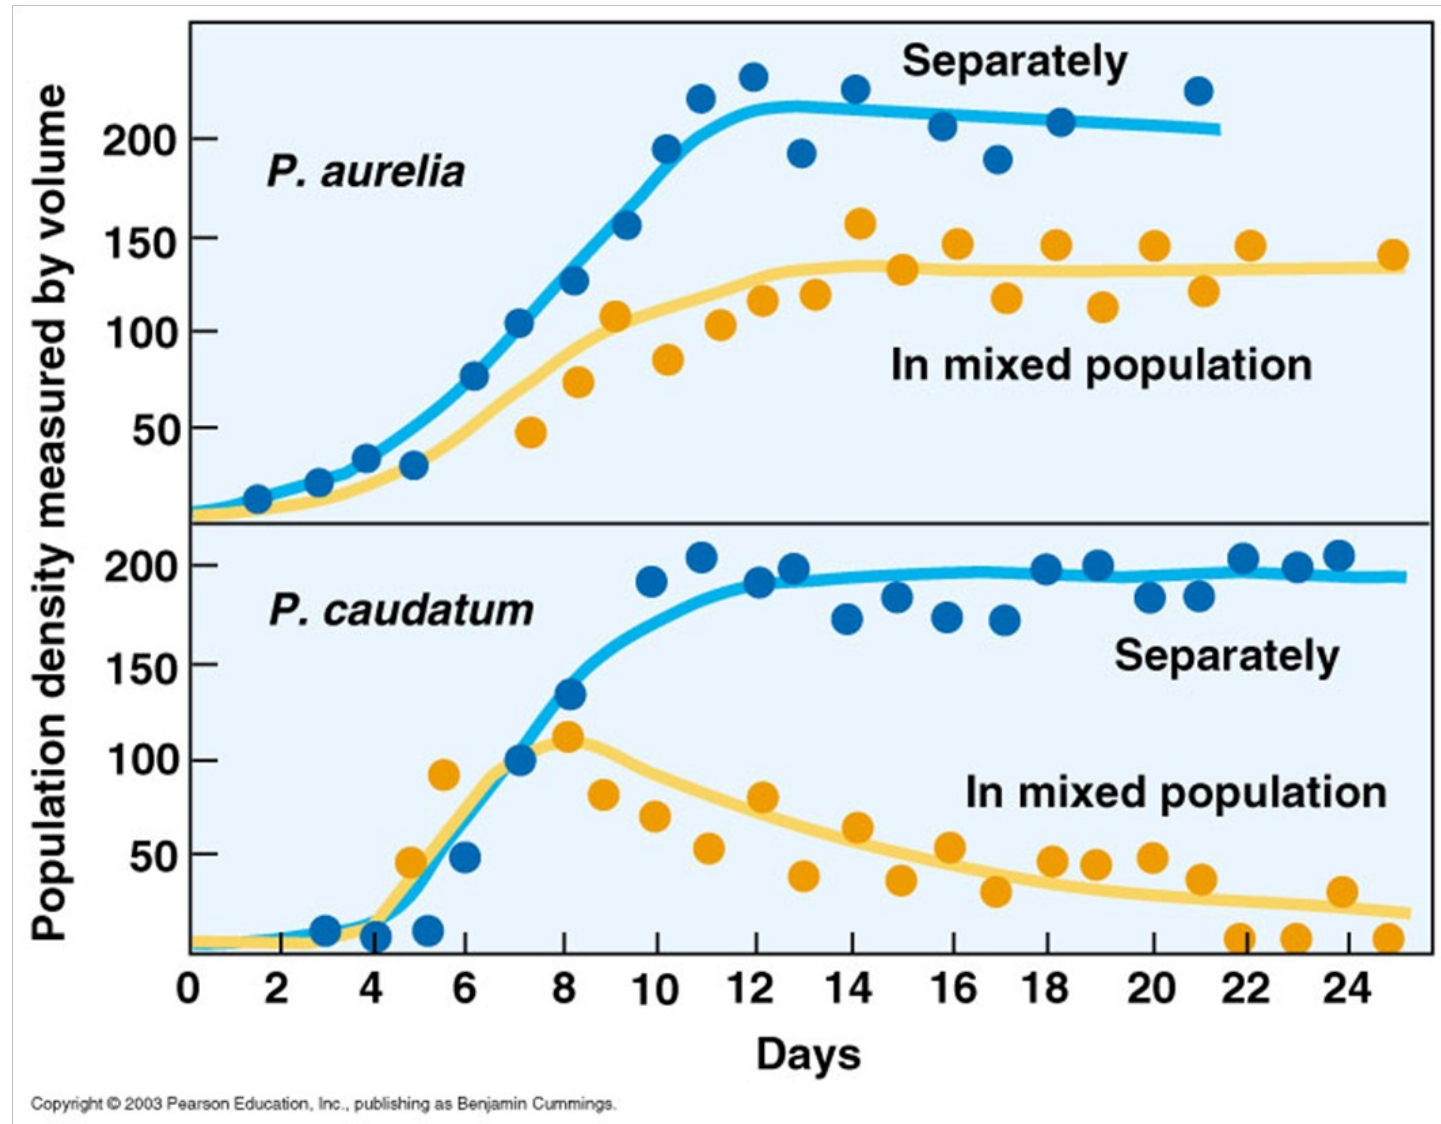 Population density measured by volume
Separately
200
P. aurelia
150
100
In mixed population
50
200
P. caudatum
150
Separately
100
In mixed population
50
0 2 4 6 8 10 12 14 16 18 20 22 24
Days
Copyright © 2003 Pearson Education, Inc., publishing as Benjamin Cummings.